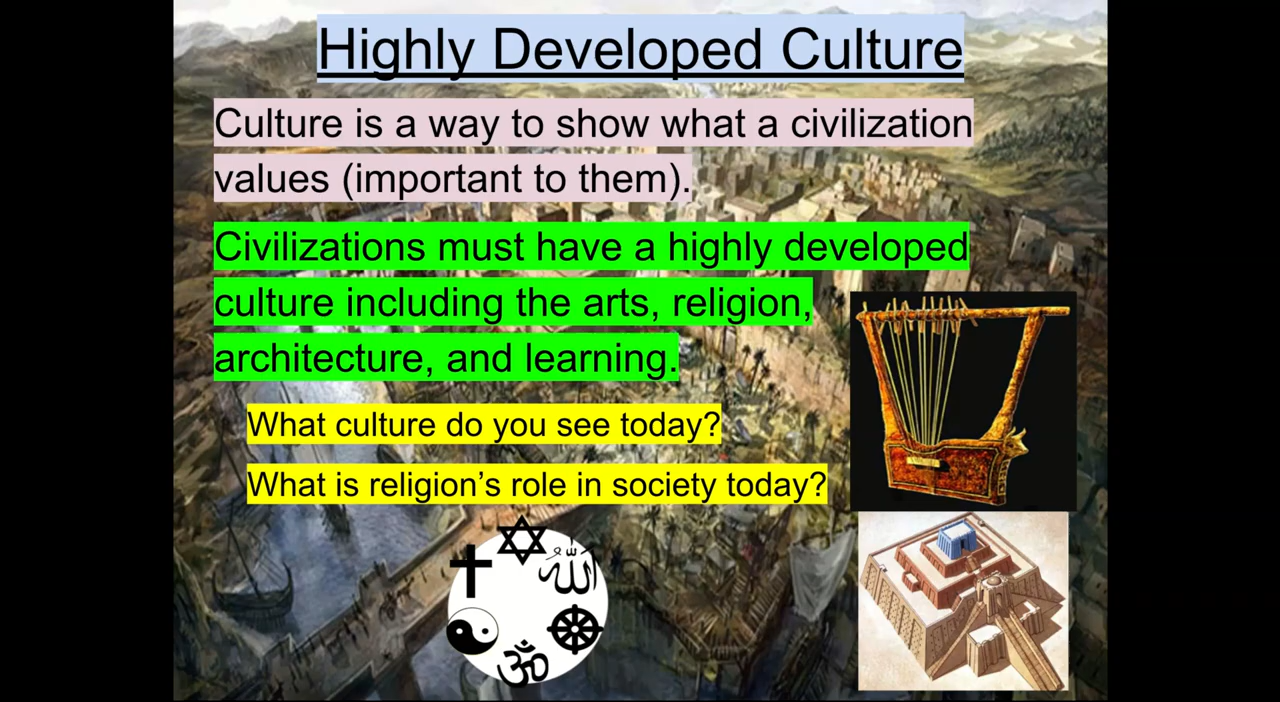 Highly Developed Culture
Culture is a way to show what a civilization
values (important to them).
Civilizations must have a highly developed
culture including the arts, religion,
architecture, and learning.
What culture do you see today?
What is religion’s role in society today?
الله
ॐ